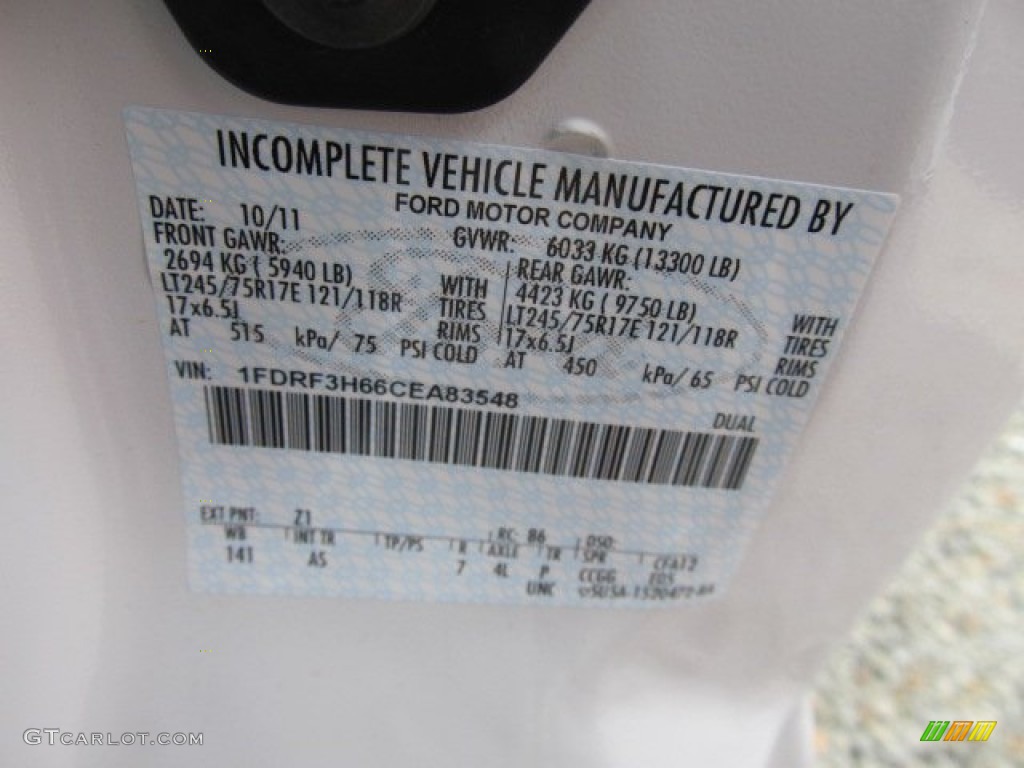 INCOMPLETE VEHICLE MANUFACTURED BY
FORD MOTOR COMPANY
DATE: 10/11 GVWR: 6033 KG (13300 LB)
FRONT GAWR: REAR GAWR:
2694 KG ( 5940 LB) WITH 4423 KG ( 9750 LB) WITH
LT245/75R17E 121/118R TIRES LT245/75R17E 121/118R TIRES
17x6.5J RIMS 17x6.5J RIMS
AT 515 kPa/ 75 PSI COLD AT 450 kPa/ 65 PSI COLD
VIN: 1FDRF3H66CEA83548
DUAL
EXT PNT: Z1 RC: 86 DSO:
WB INT TR TP/PS R AXLE TR SPR
141 AS 7 4L P CCGG
UNC
GTCARLOT.COM